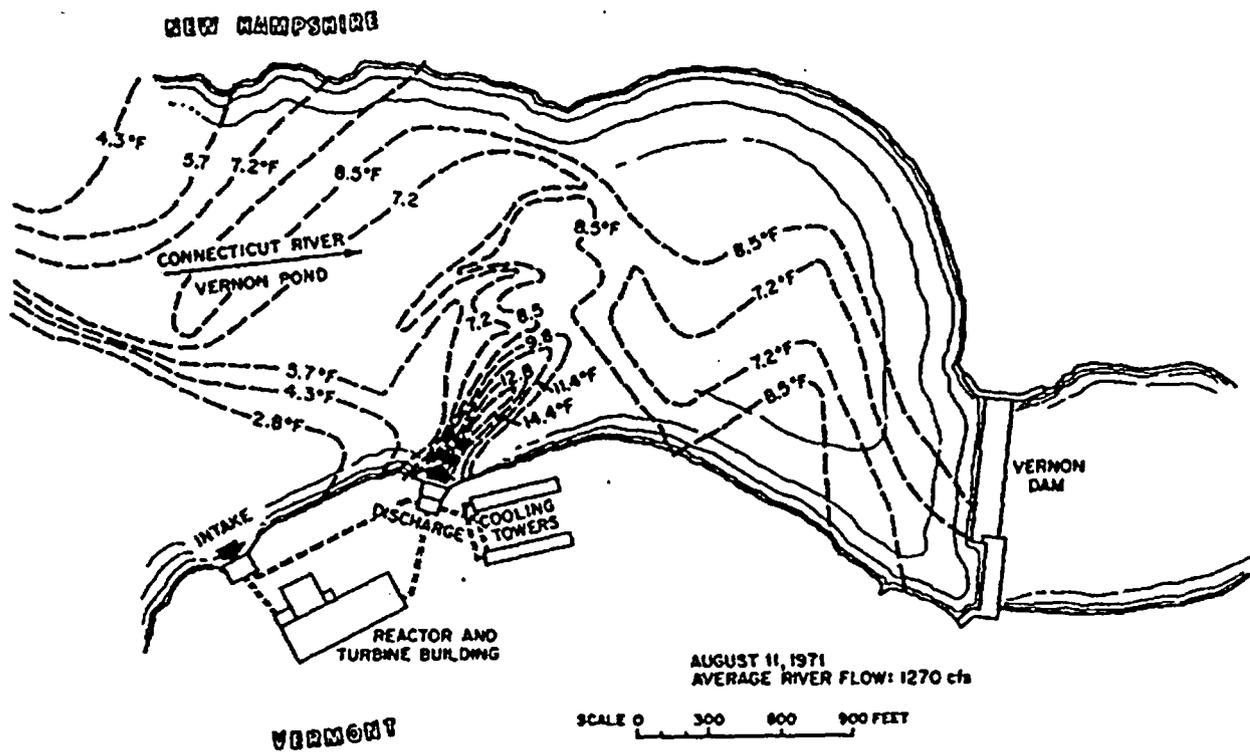 NEW HAMPSHIRE
4.3°F
5.7
7.2°F
8.5°F
7.2
CONNECTICUT RIVER
VERNON POND
8.5°F
8.5°F
7.2°F
7.2
8.5
9.8
12.8
11.4°F
14.4°F
5.7°F
4.3°F
2.8°F
7.2°F
8.5°F
VERNON
DAM
INTAKE
DISCHARGE
COOLING
TOWERS
REACTOR AND
TURBINE BUILDING
AUGUST 11, 1971
AVERAGE RIVER FLOW: 1270 cfs
SCALE 0 300 600 900 FEET
VERMONT